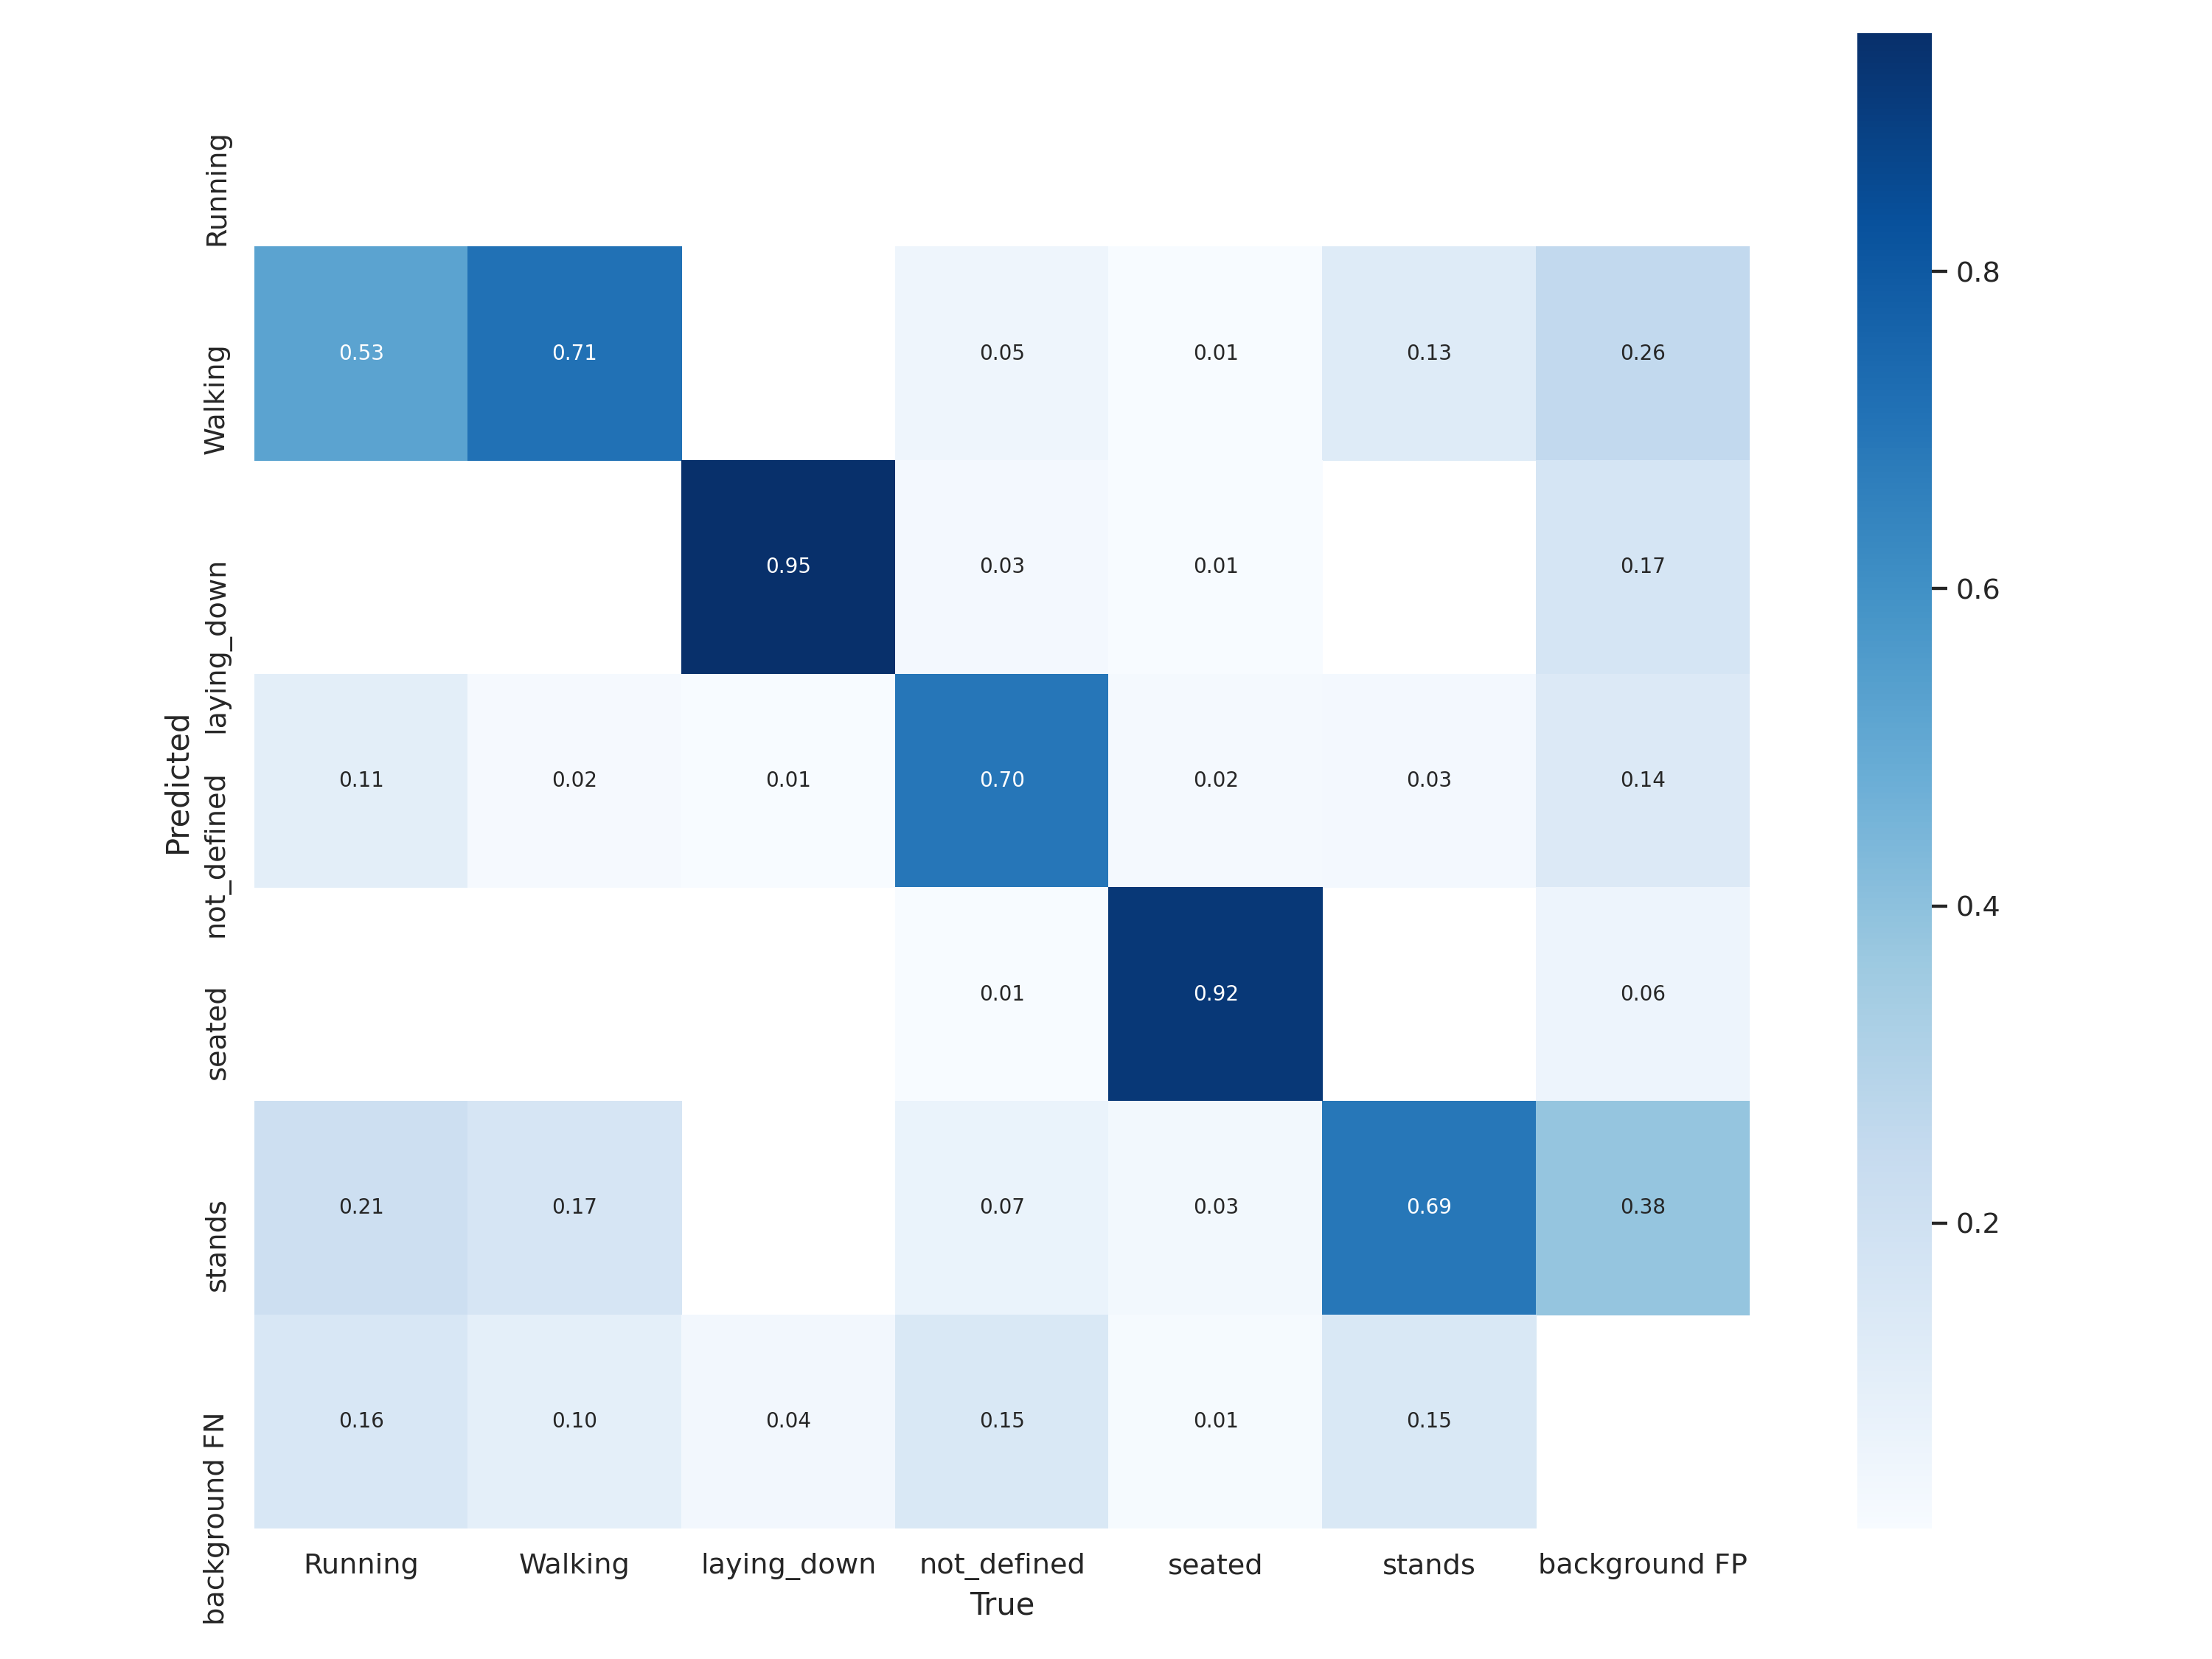 Predicted
Running
Walking
0.53 0.71 0.05 0.01 0.13 0.26
laying_down
0.95 0.03 0.01 0.17
not_defined
0.11 0.02 0.01 0.70 0.02 0.03 0.14
seated
0.01 0.92 0.06
stands
0.21 0.17 0.07 0.03 0.69 0.38
background FN
0.16 0.10 0.04 0.15 0.01 0.15
Running Walking laying_down not_defined seated stands background FP
True
0.8
0.6
0.4
0.2